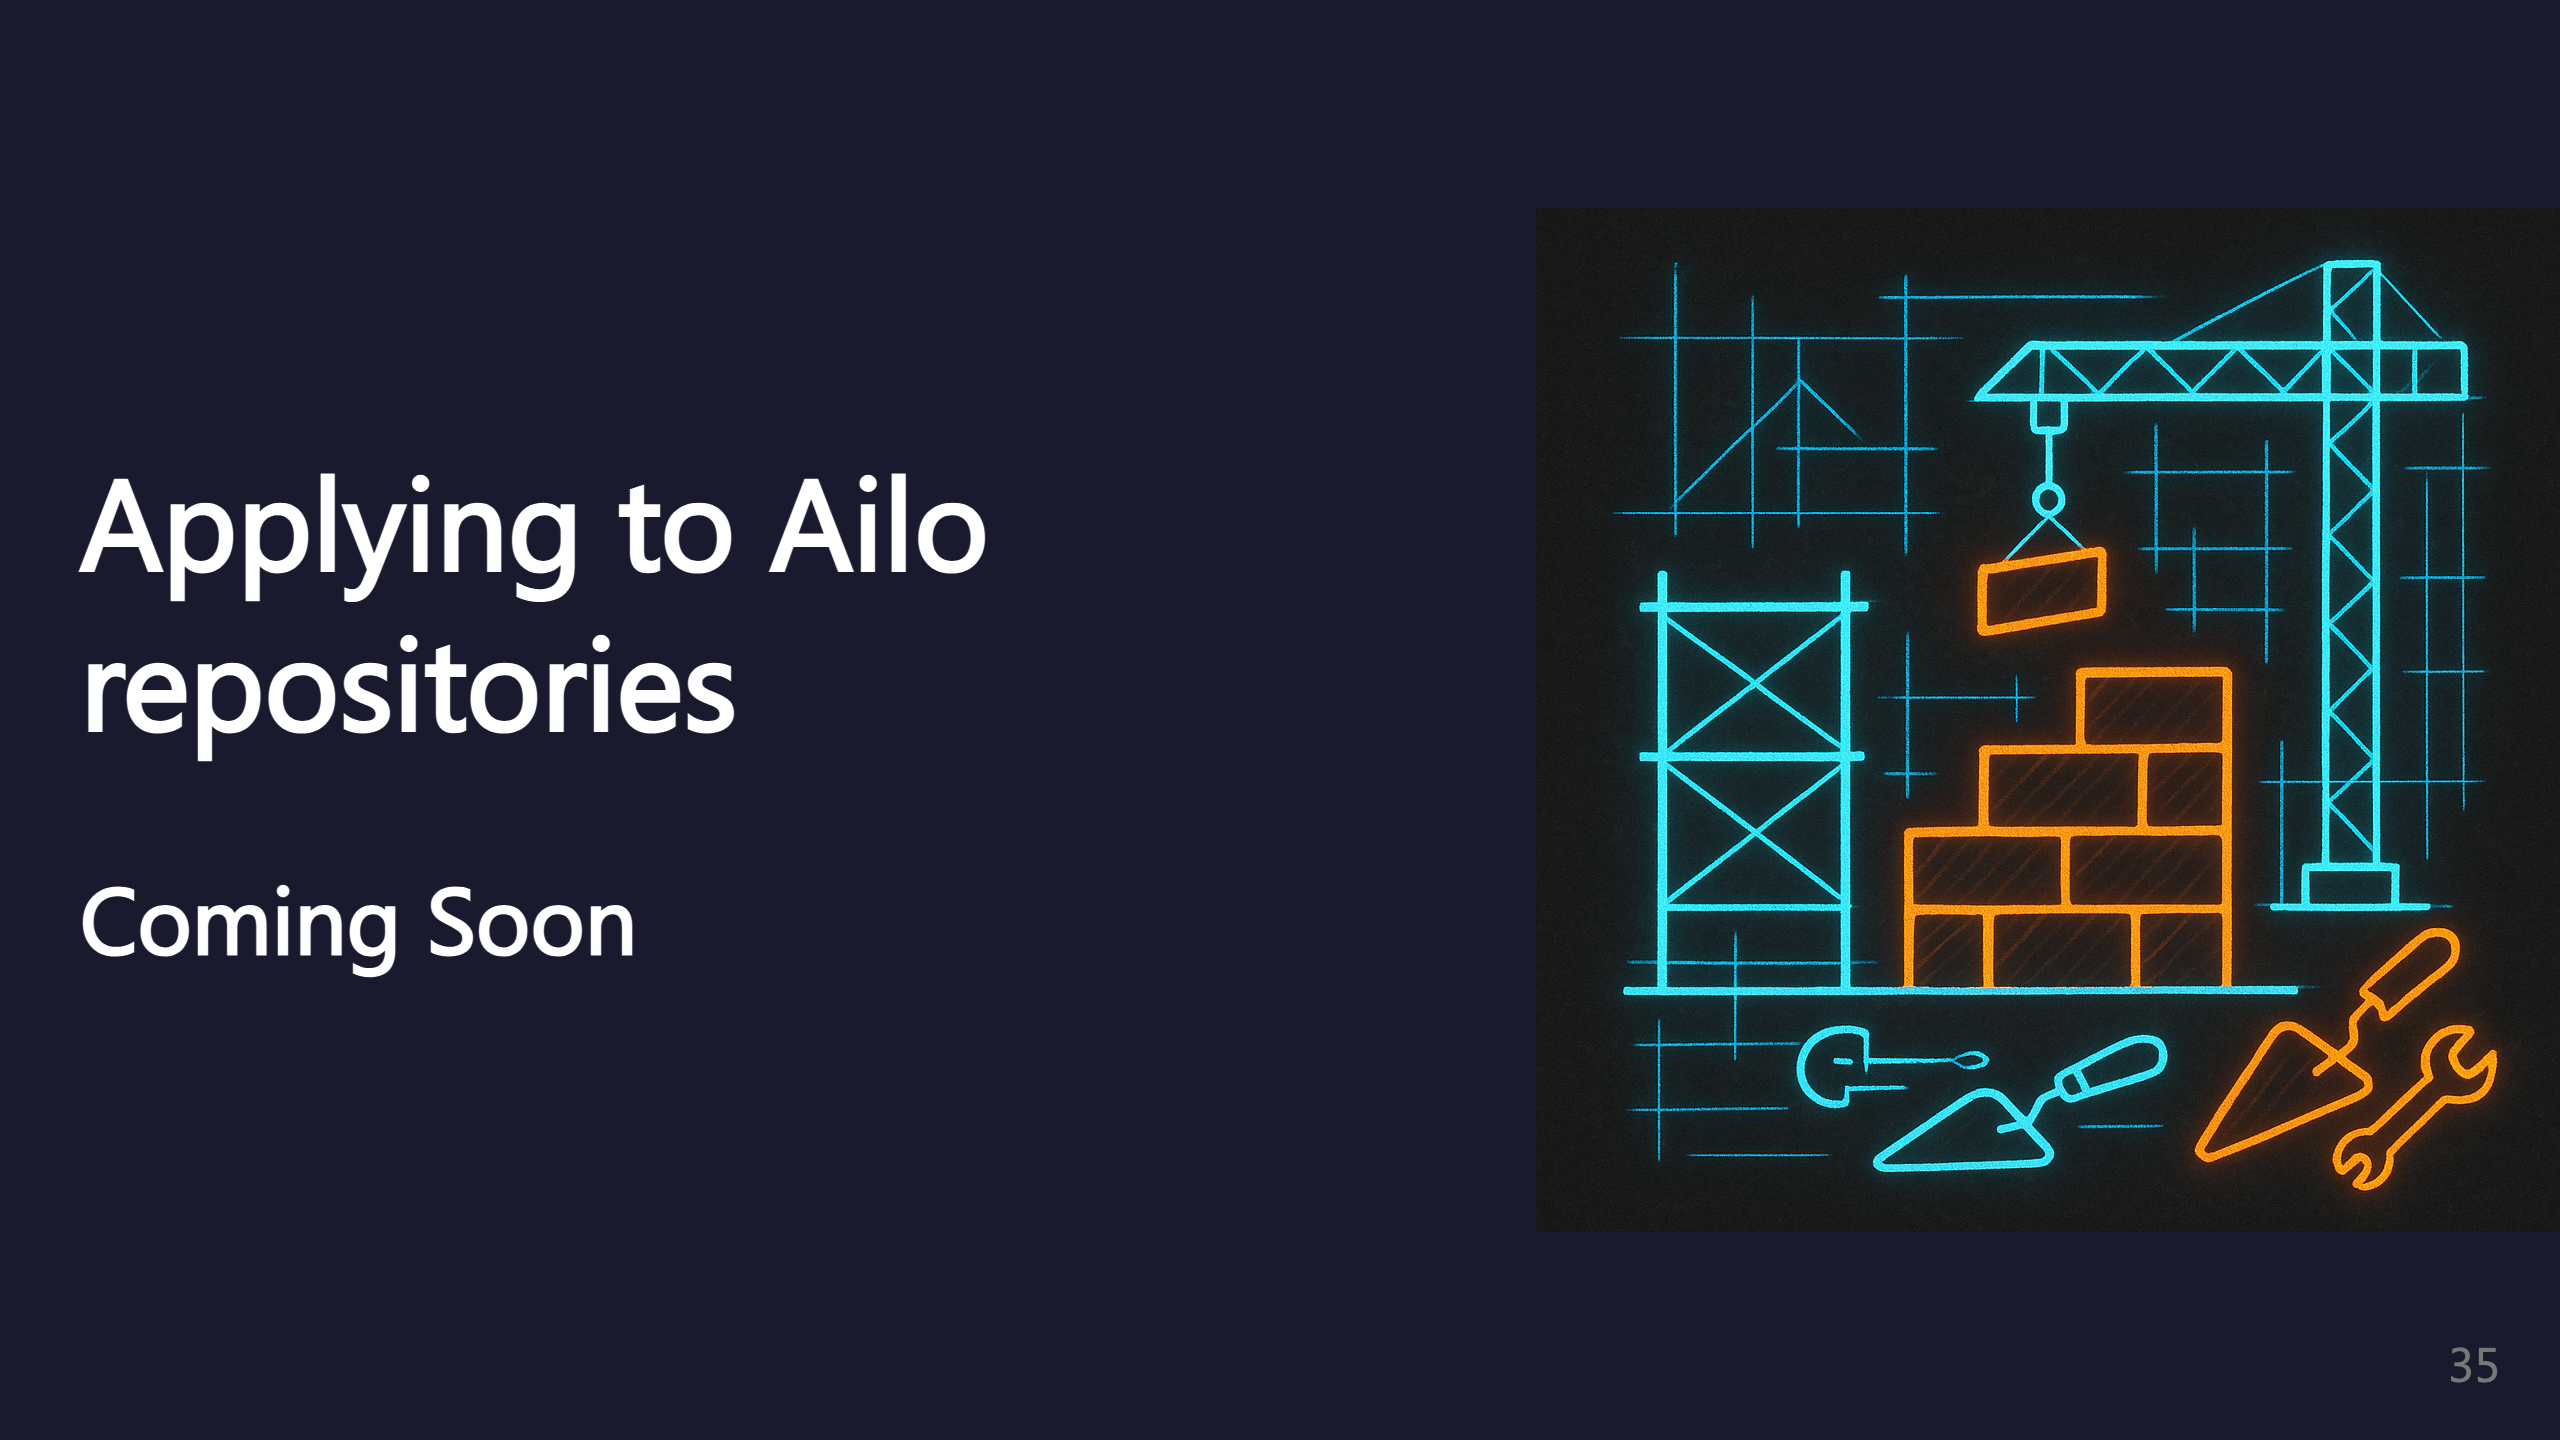 Applying to Ailo
repositories
Coming Soon
35